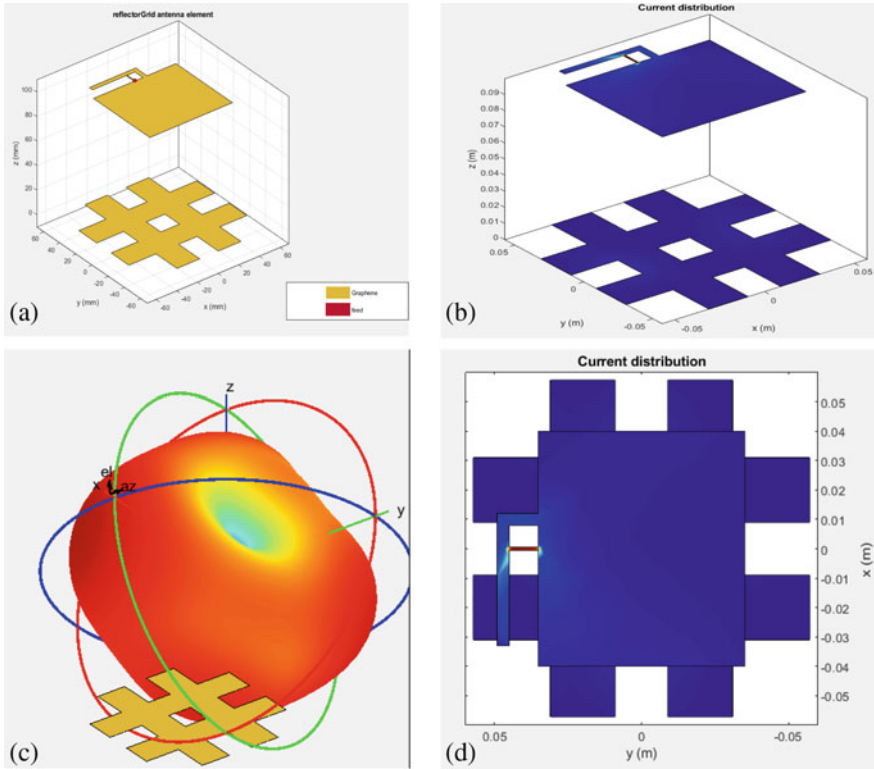 reflectorGrid antenna element
100
80
60
40
20
0
z (mm)
60
40
20
0
-20
-40
-60
y (mm)
-60
-40
-20
0
20
40
60
x (mm)
Graphene
feed
(a)
Current distribution
0.09
0.08
0.07
0.06
0.05
0.04
0.03
0.02
0.01
0
z (m)
0.05
0
-0.05
y (m)
-0.05
0
0.05
x (m)
(b)
z
el
x
az
y
(c)
Current distribution
0.05
0.04
0.03
0.02
0.01
0
-0.01
-0.02
-0.03
-0.04
-0.05
x (m)
0.05
0
-0.05
y (m)
(d)